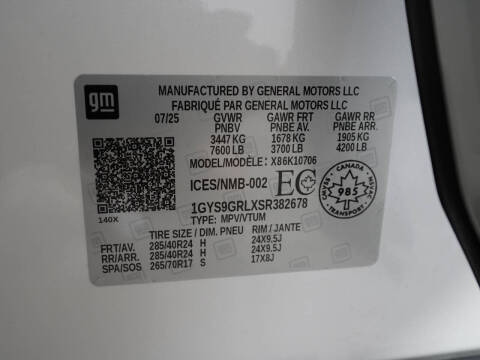 gm
MANUFACTURED BY GENERAL MOTORS LLC
FABRIQUÉ PAR GENERAL MOTORS LLC
07/25 GVWR GAWR FRT GAWR RR
PNBV PNBE AV. PNBE ARR.
3447 KG 1678 KG 1905 KG
7600 LB 3700 LB 4200 LB
MODEL/MODÈLE: X86K10706
ICES/NMB-002 EC
CANADA 985 TRANSPORT
1GYS9GRLXSR382678
TYPE: MPV/VTUM
140X
TIRE SIZE / DIM. PNEU RIM / JANTE
FRT/AV. 285/40R24 H 24X9.5J
RR/ARR. 285/40R24 H 24X9.5J
SPA/SOS 265/70R17 S 17X8J